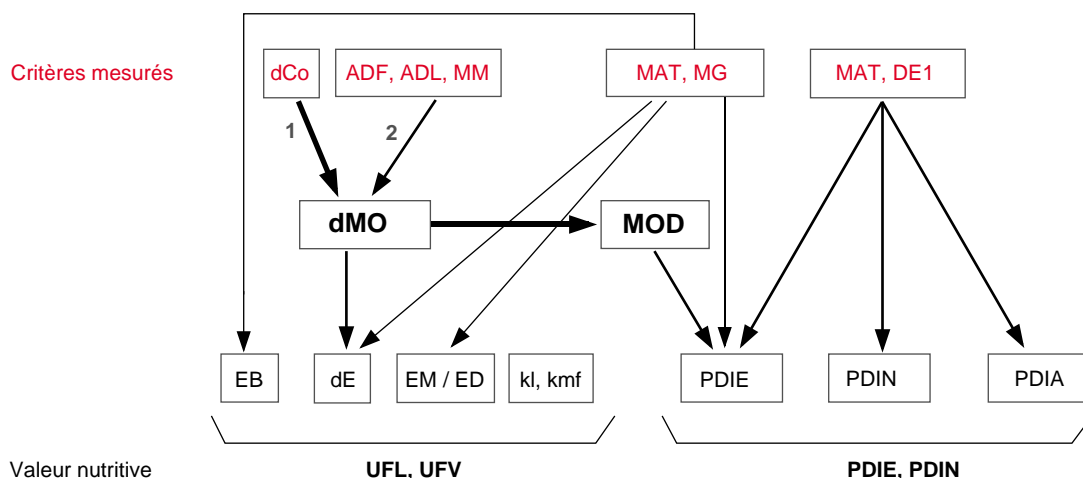 Critères mesurés
dCo
ADF, ADL, MM
MAT, MG
MAT, DE1
1
2
dMO
MOD
EB
dE
EM / ED
kl, kmf
PDIE
PDIN
PDIA
Valeur nutritive
UFL, UFV
PDIE, PDIN